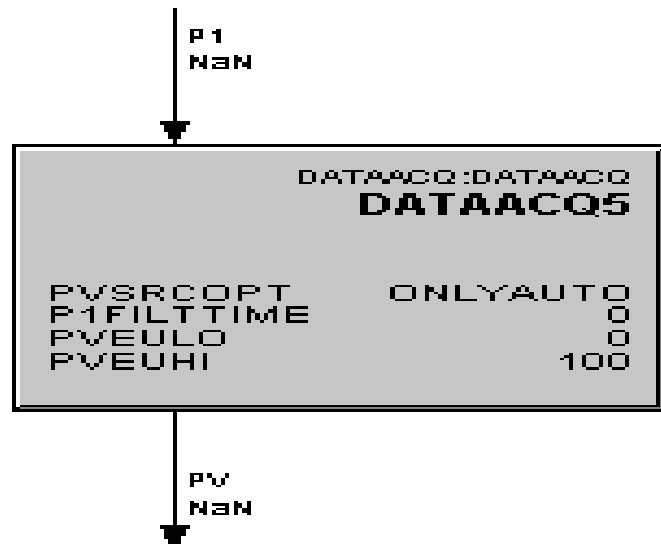 P1
NaN
DATAACQ:DATAACQ
DATAACQ5
PVSRCOPT ONLYAUTO
P1FILTTIME 0
PVEULO 0
PVEUHI 100
PV
NaN